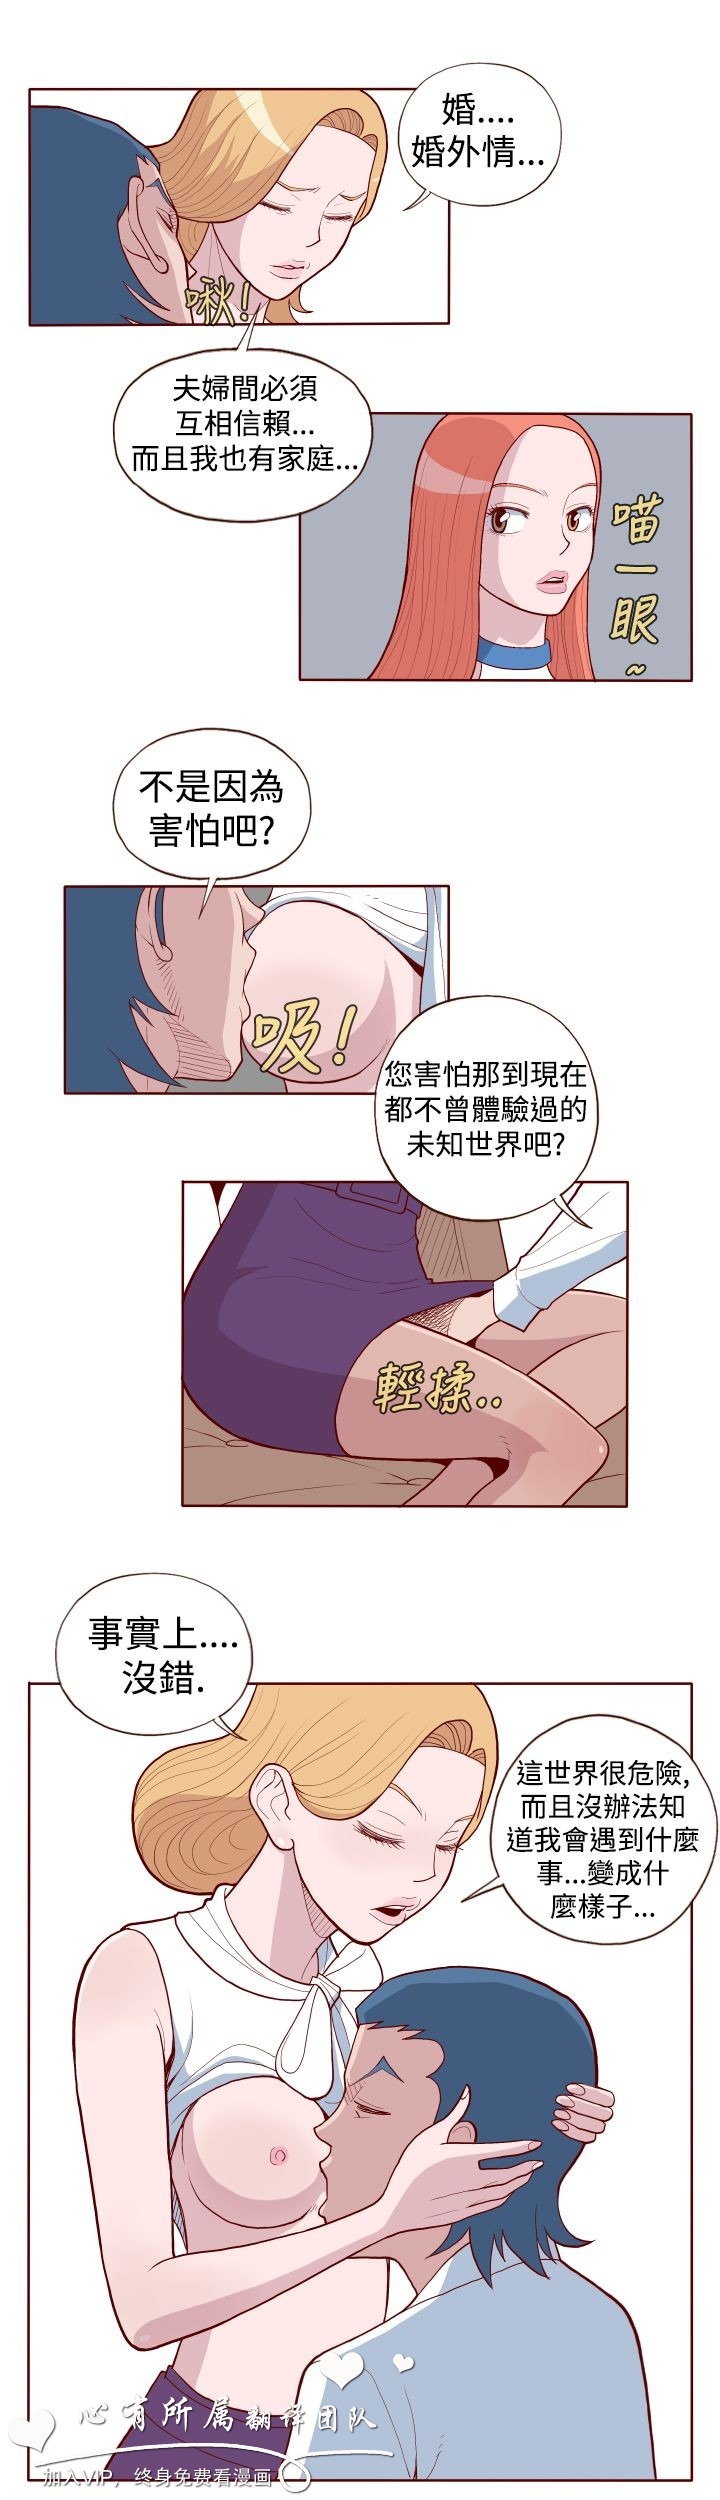 婚....
婚外情...
啾!
夫婦間必須
互相信賴...
而且我也有家庭...
喵一眼~
不是因為
害怕吧?
吸!
您害怕那到現在
都不曾體驗過的
未知世界吧?
輕揉..
事實上....
沒錯.
這世界很危險,
而且沒辦法知
道我會遇到什麼
事...變成什
麼樣子...
心有所属翻译团队
加入VIP，终身免费看漫画